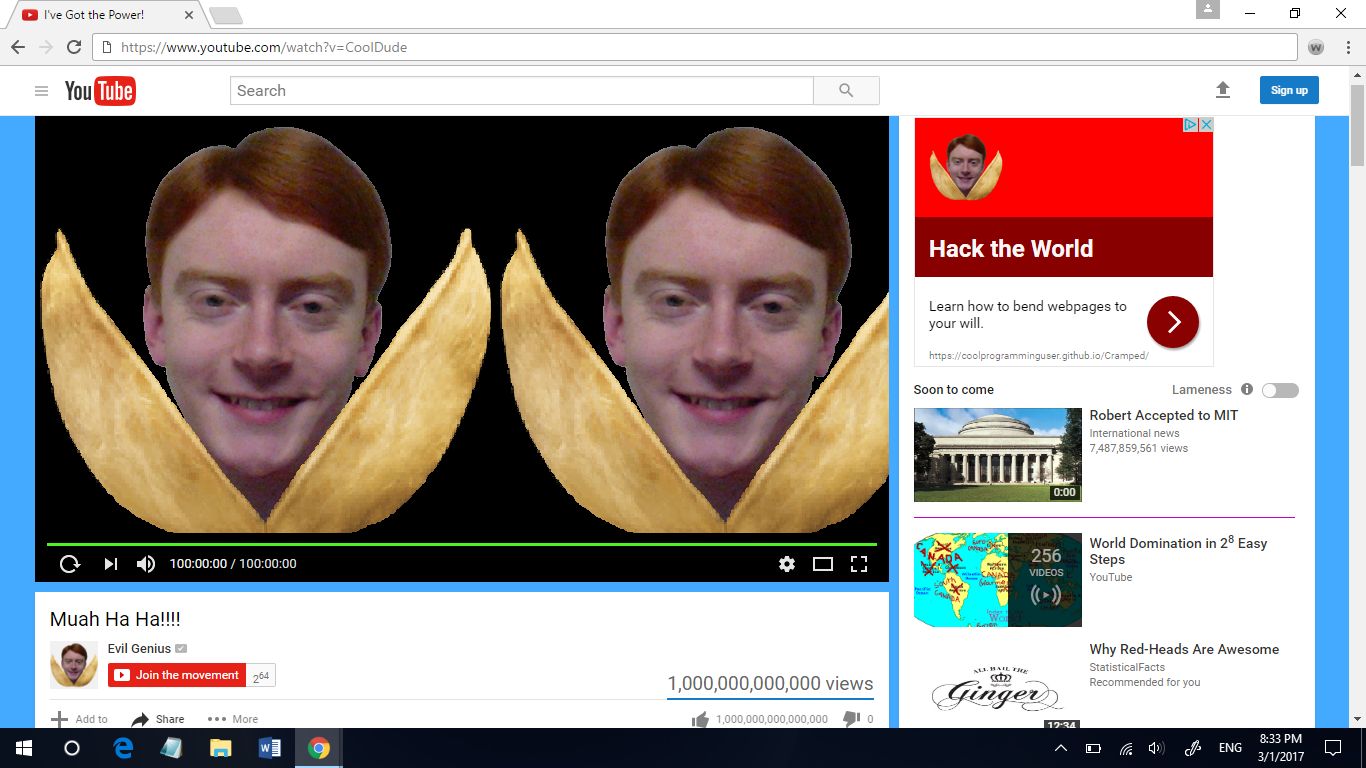 I've Got the Power!
https://www.youtube.com/watch?v=CoolDude
YouTube
Search
Sign up
Hack the World
Learn how to bend webpages to
your will.
https://coolprogramminguser.github.io/Cramped/
Soon to come
Lameness
Robert Accepted to MIT
International news
7,487,859,561 views
0:00
World Domination in 2⁸ Easy
Steps
YouTube
256
VIDEOS
CANADA
CANADA
Why Red-Heads Are Awesome
StatisticalFacts
Recommended for you
ALL HAIL THE
Ginger
12:34
100:00:00 / 100:00:00
Muah Ha Ha!!!!
Evil Genius
Join the movement
2⁶⁴
1,000,000,000,000 views
Add to
Share
More
1,000,000,000,000,000
0
ENG
8:33 PM
3/1/2017